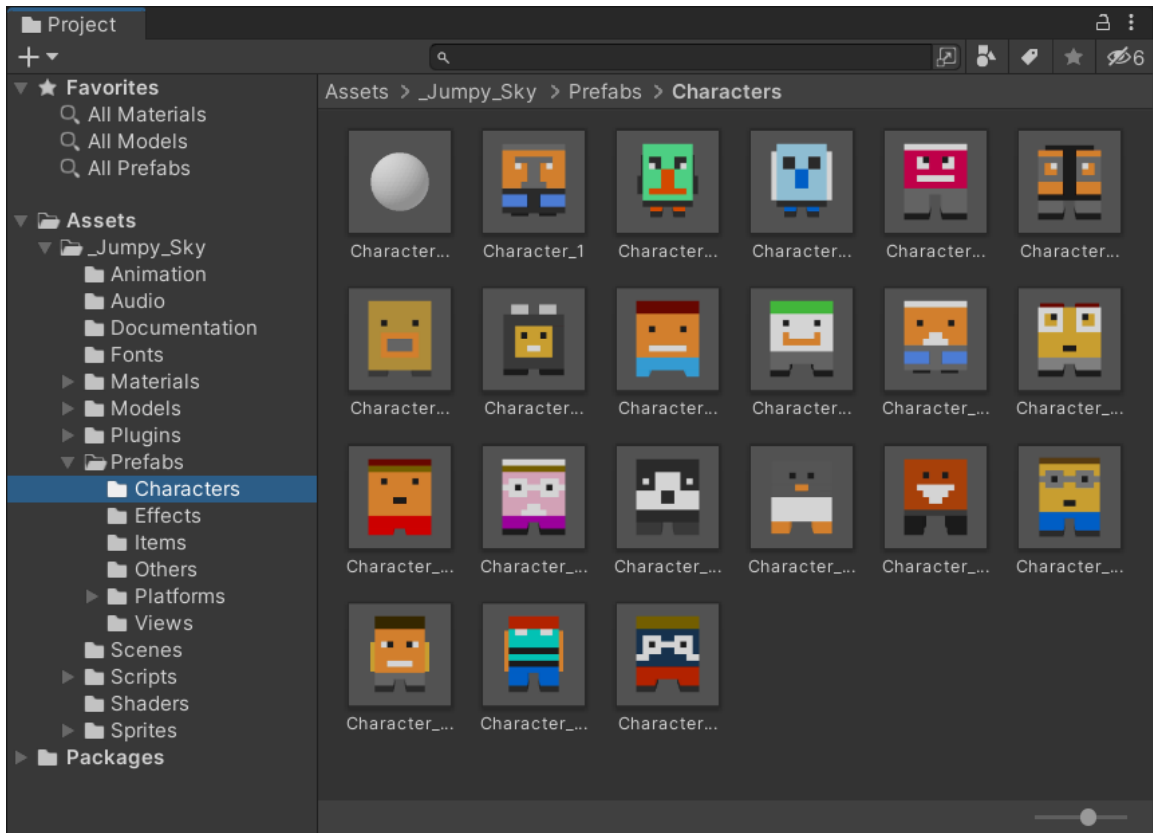 Project
6
Favorites
All Materials
All Models
All Prefabs
Assets
_Jumpy_Sky
Animation
Audio
Documentation
Fonts
Materials
Models
Plugins
Prefabs
Characters
Effects
Items
Others
Platforms
Views
Scenes
Scripts
Shaders
Sprites
Packages
Assets > _Jumpy_Sky > Prefabs > Characters
Character... Character_1 Character... Character... Character... Character...
Character... Character... Character... Character... Character_... Character_...
Character_... Character_... Character_... Character_... Character_... Character_...
Character_... Character_... Character...